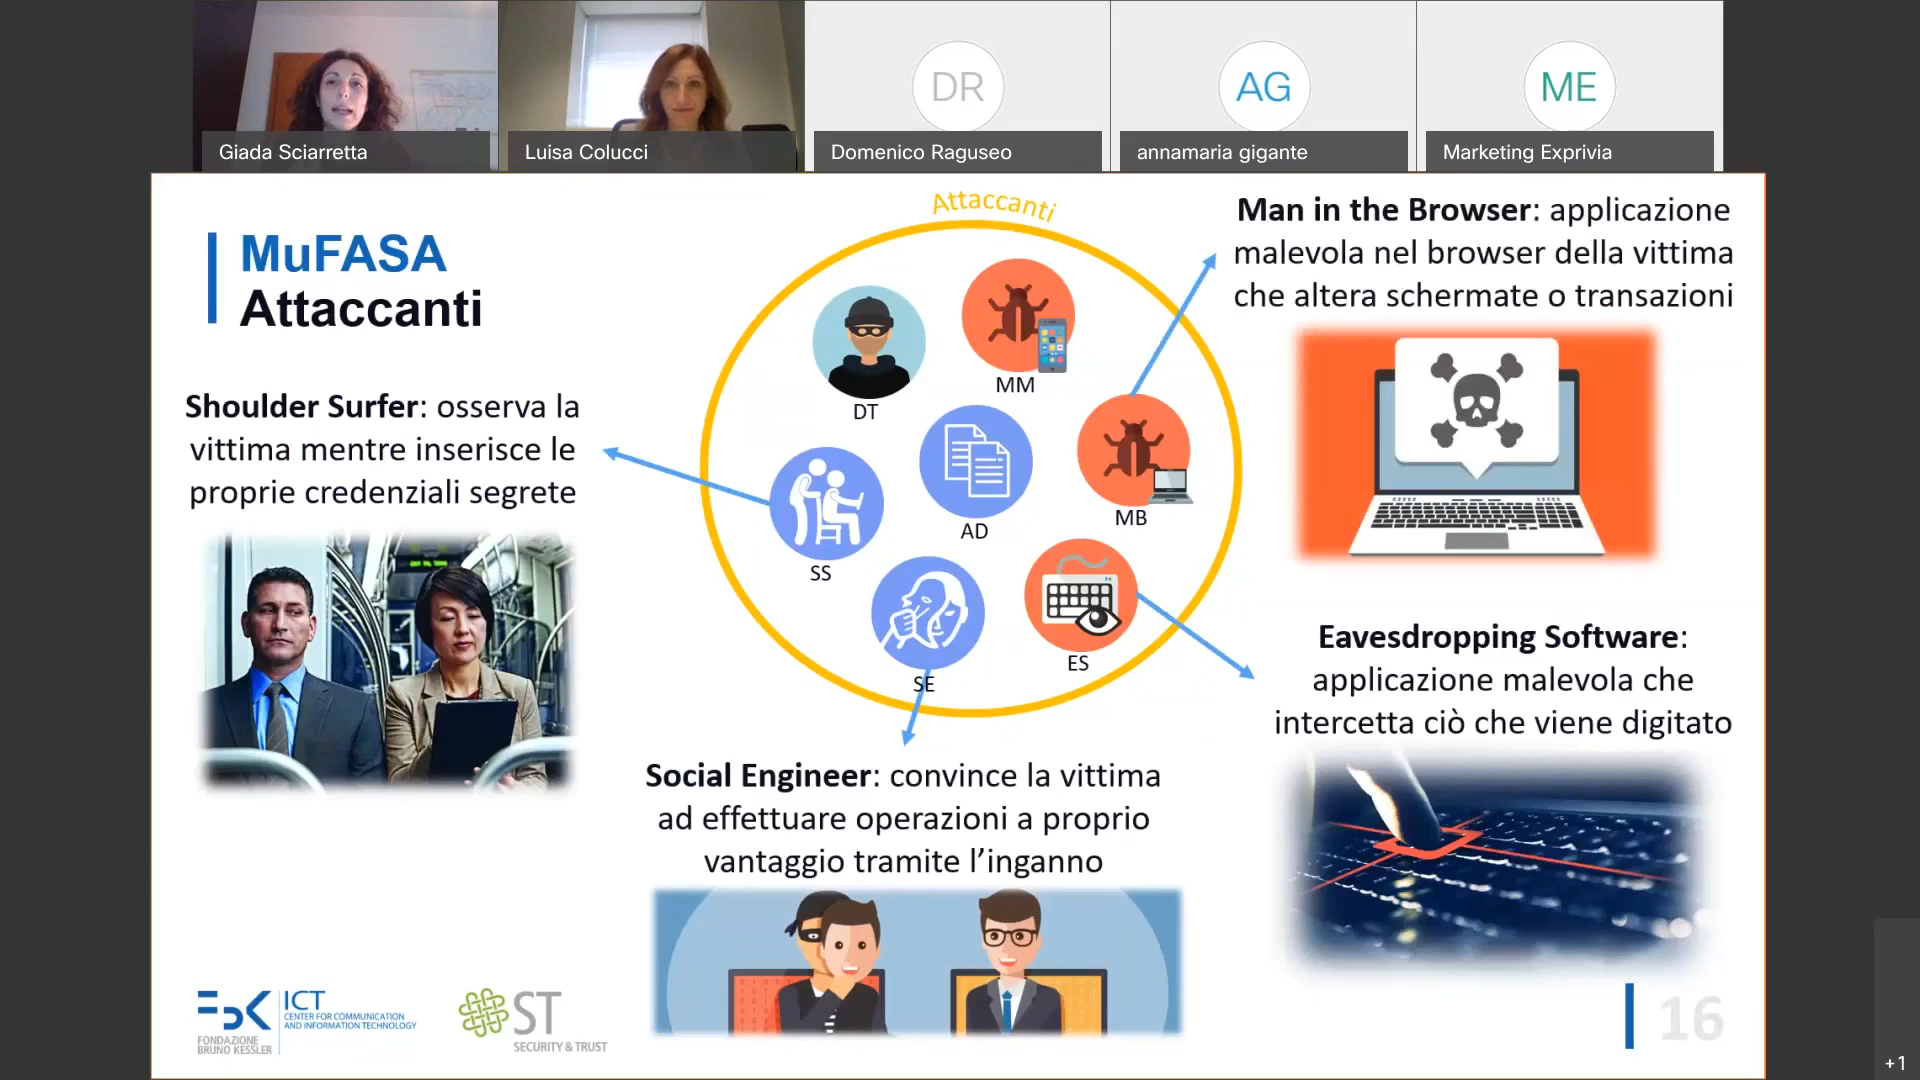 DR
AG
ME
Giada Sciarretta
Luisa Colucci
Domenico Raguseo
annamaria gigante
Marketing Exprivia
MuFASA
Attaccanti
Shoulder Surfer: osserva la
vittima mentre inserisce le
proprie credenziali segrete
Attaccanti
DT
MM
AD
MB
SS
SE
ES
Man in the Browser: applicazione
malevola nel browser della vittima
che altera schermate o transazioni
Eavesdropping Software:
applicazione malevola che
intercetta ciò che viene digitato
Social Engineer: convince la vittima
ad effettuare operazioni a proprio
vantaggio tramite l'inganno
FBK
FONDAZIONE
BRUNO KESSLER
ICT
CENTER FOR COMMUNICATION
AND INFORMATION TECHNOLOGY
ST
SECURITY & TRUST
16
+1